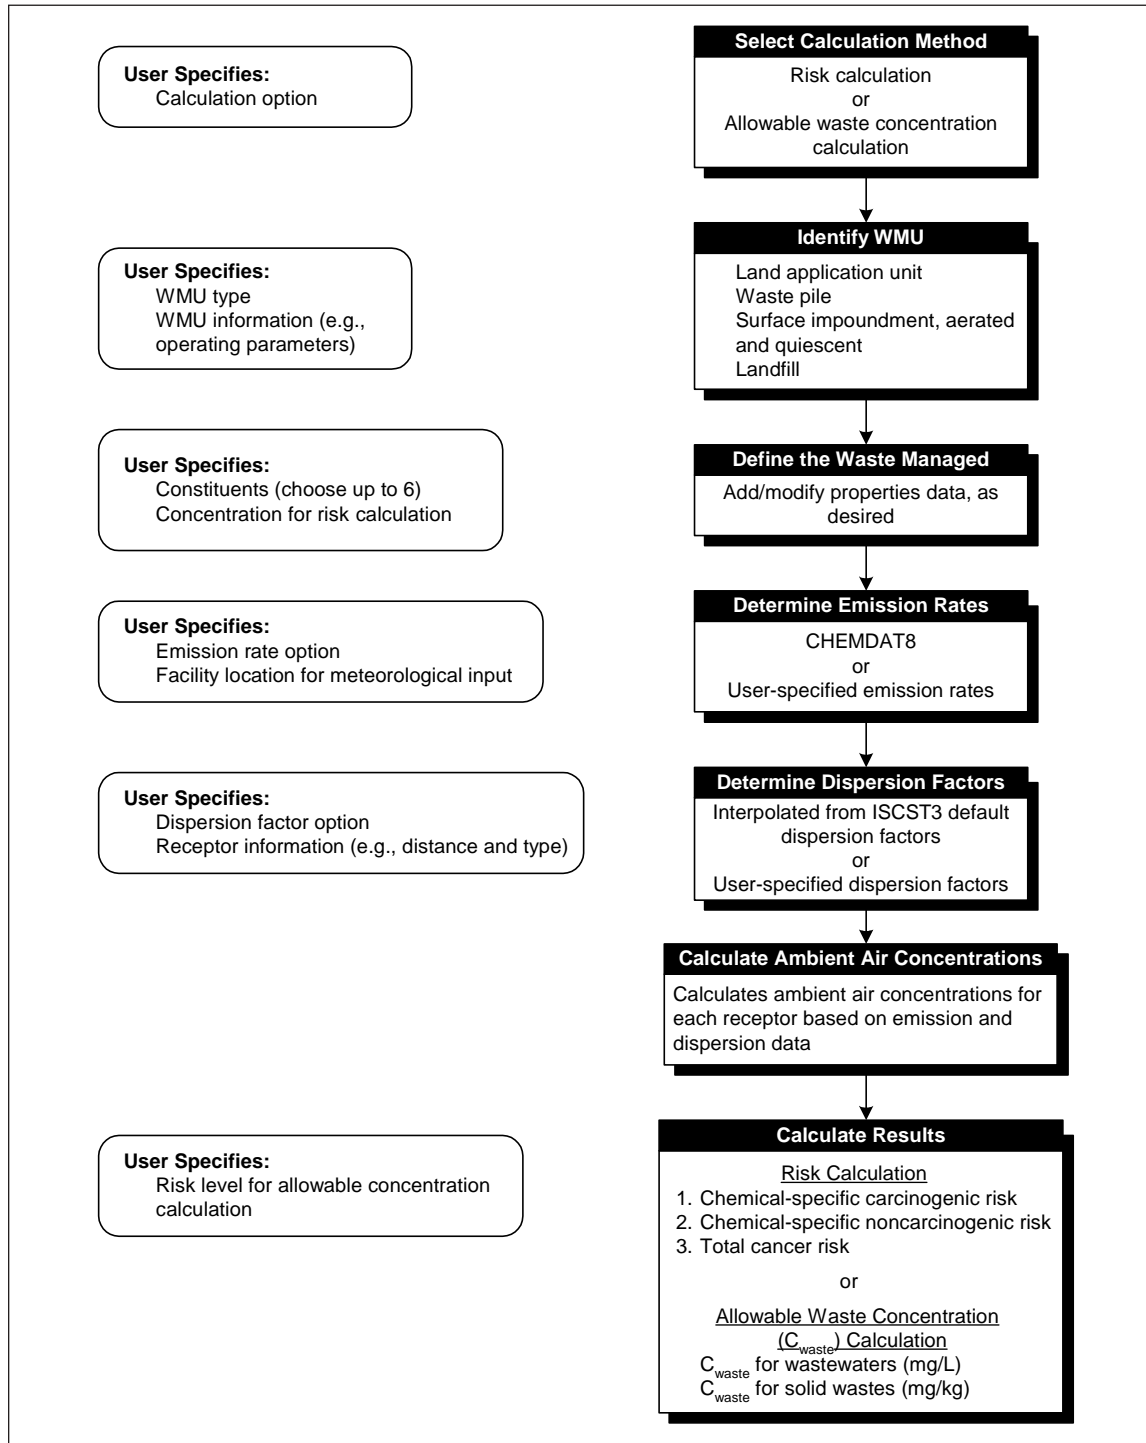 User Specifies:
Calculation option
Select Calculation Method
Risk calculation
or
Allowable waste concentration
calculation
User Specifies:
WMU type
WMU information (e.g.,
operating parameters)
Identify WMU
Land application unit
Waste pile
Surface impoundment, aerated
and quiescent
Landfill
User Specifies:
Constituents (choose up to 6)
Concentration for risk calculation
Define the Waste Managed
Add/modify properties data, as
desired
User Specifies:
Emission rate option
Facility location for meteorological input
Determine Emission Rates
CHEMDAT8
or
User-specified emission rates
User Specifies:
Dispersion factor option
Receptor information (e.g., distance and type)
Determine Dispersion Factors
Interpolated from ISCST3 default
dispersion factors
or
User-specified dispersion factors
Calculate Ambient Air Concentrations
Calculates ambient air concentrations for
each receptor based on emission and
dispersion data
User Specifies:
Risk level for allowable concentration
calculation
Calculate Results
Risk Calculation
1. Chemical-specific carcinogenic risk
2. Chemical-specific noncarcinogenic risk
3. Total cancer risk
or
Allowable Waste Concentration
(Cwaste) Calculation
Cwaste for wastewaters (mg/L)
Cwaste for solid wastes (mg/kg)